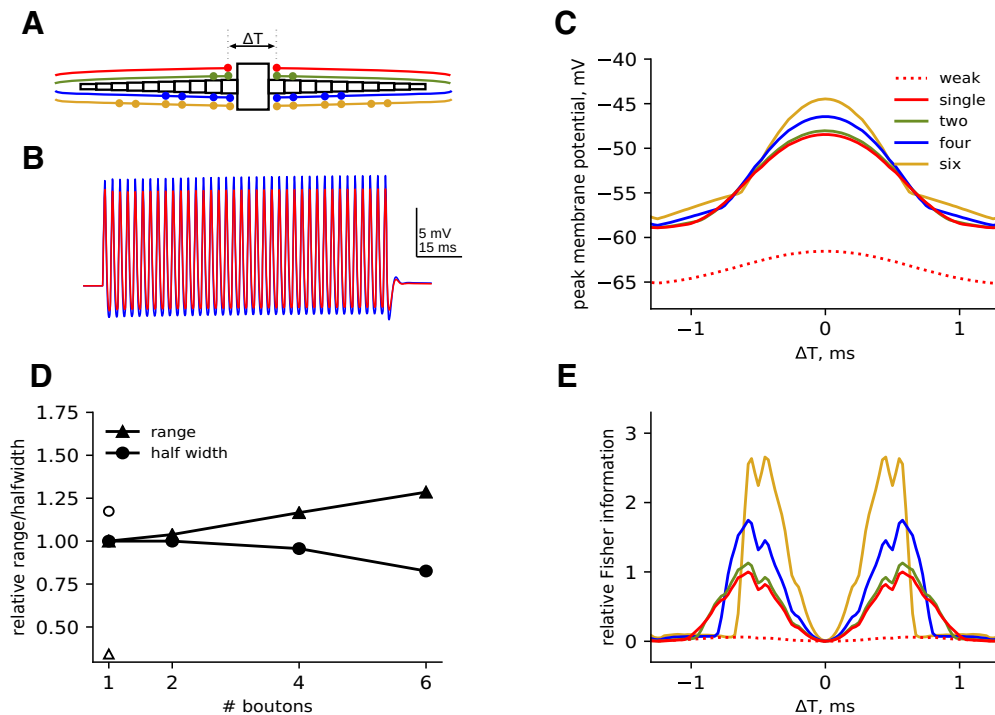 A
ΔT
B
5 mV
15 ms
C
peak membrane potential, mV
−40
−45
−50
−55
−60
−65
weak
single
two
four
six
−1
0
1
ΔT, ms
D
relative range/halfwidth
1.75
1.50
1.25
1.00
0.75
0.50
range
half width
1
2
4
6
# boutons
E
relative Fisher information
3
2
1
0
−1
0
1
ΔT, ms